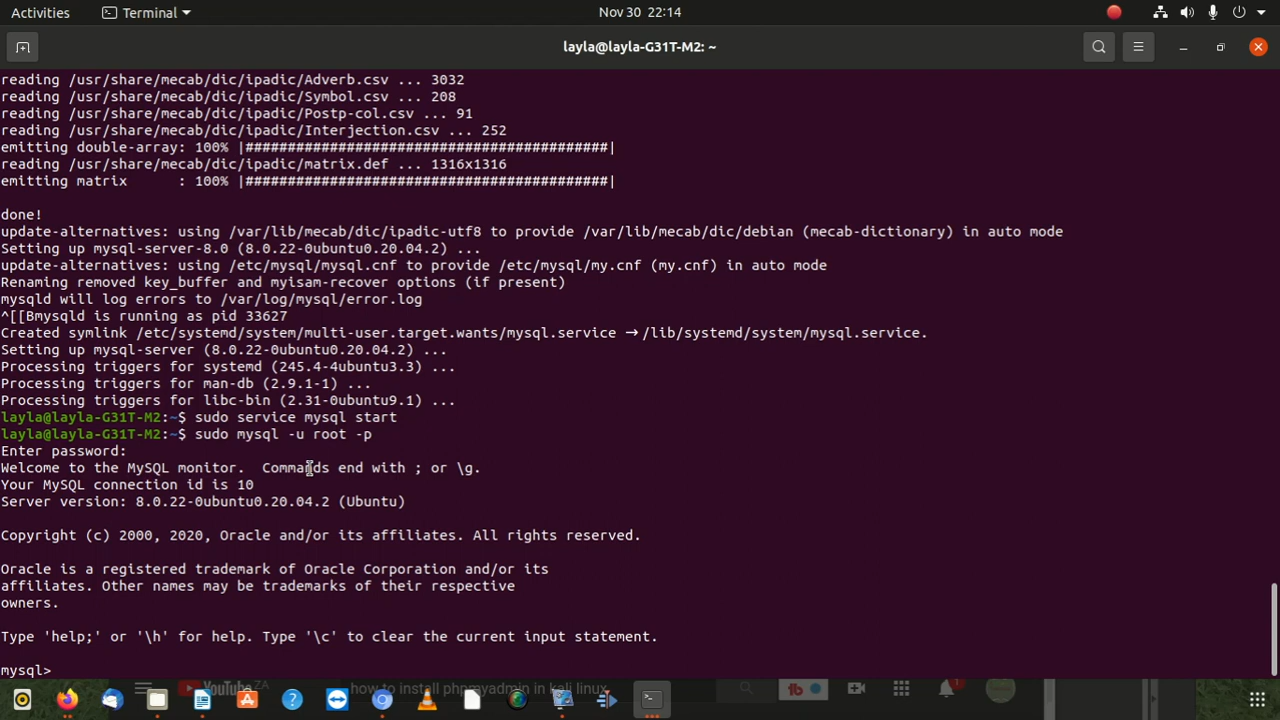 Activities
Terminal
Nov 30 22:14
layla@layla-G31T-M2: ~
reading /usr/share/mecab/dic/ipadic/Adverb.csv ... 3032
reading /usr/share/mecab/dic/ipadic/Symbol.csv ... 208
reading /usr/share/mecab/dic/ipadic/Postp-col.csv ... 91
reading /usr/share/mecab/dic/ipadic/Interjection.csv ... 252
emitting double-array: 100% |###########################################|
reading /usr/share/mecab/dic/ipadic/matrix.def ... 1316x1316
emitting matrix      : 100% |###########################################|
done!
update-alternatives: using /var/lib/mecab/dic/ipadic-utf8 to provide /var/lib/mecab/dic/debian (mecab-dictionary) in auto mode
Setting up mysql-server-8.0 (8.0.22-0ubuntu0.20.04.2) ...
update-alternatives: using /etc/mysql/mysql.cnf to provide /etc/mysql/my.cnf (my.cnf) in auto mode
Renaming removed key_buffer and myisam-recover options (if present)
mysqld will log errors to /var/log/mysql/error.log
^[[Bmysqld is running as pid 33627
Created symlink /etc/systemd/system/multi-user.target.wants/mysql.service → /lib/systemd/system/mysql.service.
Setting up mysql-server (8.0.22-0ubuntu0.20.04.2) ...
Processing triggers for systemd (245.4-4ubuntu3.3) ...
Processing triggers for man-db (2.9.1-1) ...
Processing triggers for libc-bin (2.31-0ubuntu9.1) ...
layla@layla-G31T-M2:~$ sudo service mysql start
layla@layla-G31T-M2:~$ sudo mysql -u root -p
Enter password:
Welcome to the MySQL monitor.  Commands end with ; or \g.
Your MySQL connection id is 10
Server version: 8.0.22-0ubuntu0.20.04.2 (Ubuntu)
Copyright (c) 2000, 2020, Oracle and/or its affiliates. All rights reserved.
Oracle is a registered trademark of Oracle Corporation and/or its
affiliates. Other names may be trademarks of their respective
owners.
Type 'help;' or '\h' for help. Type '\c' to clear the current input statement.
mysql>
YouTube ZA
how to install phpmyadmin in kali linux